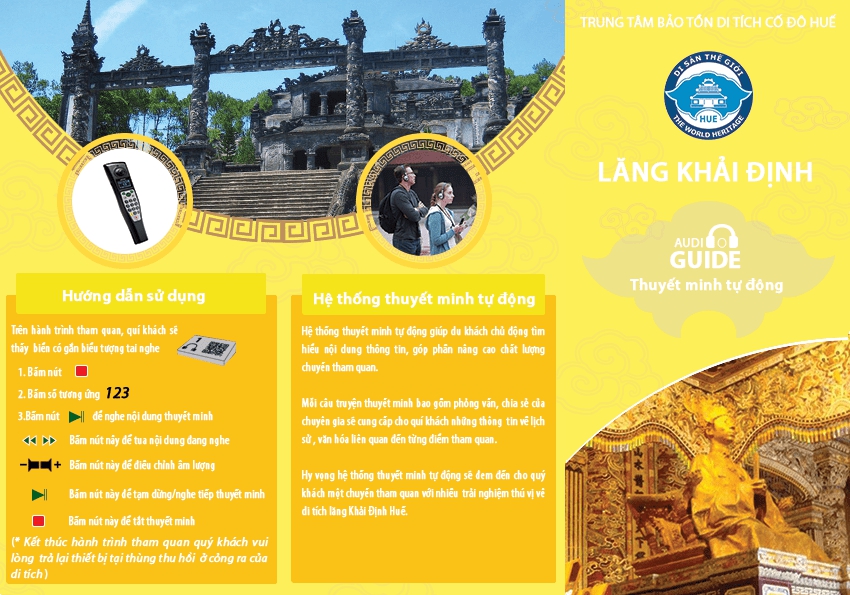 TRUNG TÂM BẢO TỒN DI TÍCH CỐ ĐÔ HUẾ
DI SẢN THẾ GIỚI
HUẾ
THE WORLD HERITAGE
LĂNG KHẢI ĐỊNH
AUDIO
GUIDE
Thuyết minh tự động
Hướng dẫn sử dụng
Trên hành trình tham quan, quí khách sẽ
thấy biển có gắn biểu tượng tai nghe
1. Bấm nút
2. Bấm số tương ứng 123
3.Bấm nút để nghe nội dung thuyết minh
Bấm nút này để tua nội dung đang nghe
- + Bấm nút này để điều chỉnh âm lượng
Bấm nút này để tạm dừng/nghe tiếp thuyết minh
Bấm nút này để tắt thuyết minh
(* Kết thúc hành trình tham quan quý khách vui
lòng trả lại thiết bị tại thùng thu hồi ở cổng ra của
di tích)
Hệ thống thuyết minh tự động
Hệ thống thuyết minh tự động giúp du khách chủ động tìm
hiểu nội dung thông tin, góp phần nâng cao chất lượng
chuyến tham quan.
Mỗi câu truyện thuyết minh bao gồm phỏng vấn, chia sẻ của
chuyên gia sẽ cung cấp cho quí khách những thông tin về lịch
sử , văn hóa liên quan đến từng điểm tham quan.
Hy vọng hệ thống thuyết minh tự động sẽ đem đến cho quý
khách một chuyến tham quan với nhiều trải nghiệm thú vị về
di tích lăng Khải Định Huế.